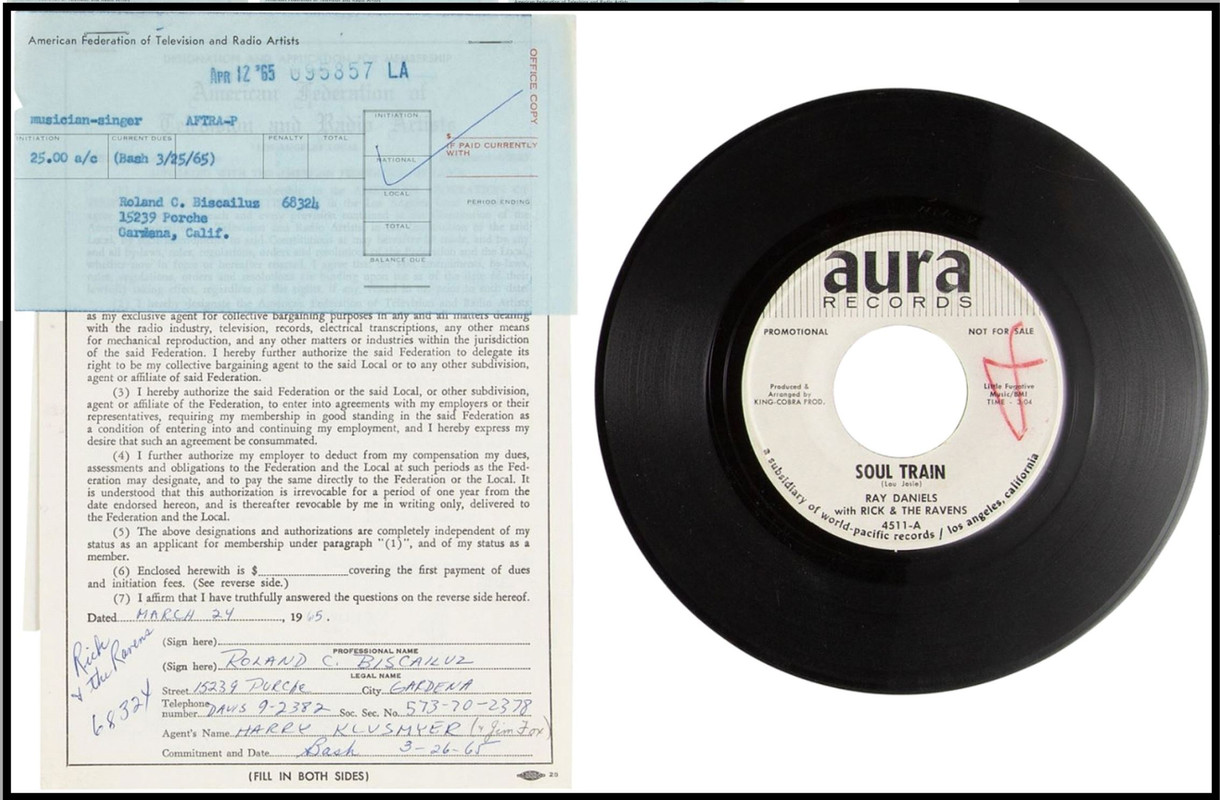 American Federation of Television and Radio Artists
APR 12 '65 095857 LA
OFFICE COPY
musician-singer AFTRA-P
INITIATION
INITIATION CURRENT DUES PENALTY TOTAL
$
IF PAID CURRENTLY
WITH
25.00 a/c (Bash 3/25/65)
NATIONAL
LOCAL
PERIOD ENDING
Roland C. Biscailus 68324
15239 Porche
Gardena, Calif.
TOTAL
BALANCE DUE
as my exclusive agent for collective bargaining purposes in any and all matters dealing
with the radio industry, television, records, electrical transcriptions, any other means
for mechanical reproduction, and any other matters or industries within the jurisdiction
of the said Federation. I hereby further authorize the said Federation to delegate its
right to be my collective bargaining agent to the said Local or to any other subdivision,
agent or affiliate of said Federation.
(3) I hereby authorize the said Federation or the said Local, or other subdivision,
agent or affiliate of the Federation, to enter into agreements with my employers or their
representatives, requiring my membership in good standing in the said Federation as
a condition of entering into and continuing my employment, and I hereby express my
desire that such an agreement be consummated.
(4) I further authorize my employer to deduct from my compensation my dues,
assessments and obligations to the Federation and the Local at such periods as the Fed-
eration may designate, and to pay the same directly to the Federation or the Local. It
is understood that this authorization is irrevocable for a period of one year from the
date endorsed hereon, and is thereafter revocable by me in writing only, delivered to
the Federation and the Local.
(5) The above designations and authorizations are completely independent of my
status as an applicant for membership under paragraph "(1)", and of my status as a
member.
(6) Enclosed herewith is $ covering the first payment of dues
and initiation fees. (See reverse side.)
(7) I affirm that I have truthfully answered the questions on the reverse side hereof.
Dated MARCH 24, 1965.
Rick
& the Ravens
68324
(Sign here)
PROFESSIONAL NAME
(Sign here) ROLAND C. BISCAILUZ
LEGAL NAME
Street 15239 PURCHE City GARDENA
Telephone
number DAVIS 9-2382 Soc. Sec. No. 573-70-2378
Agent's Name HARRY KLUSMYER (& Jim Fox)
Commitment and Date Bash 3-26-65
(FILL IN BOTH SIDES)
25
aura
RECORDS
PROMOTIONAL NOT FOR SALE
Produced &
Arranged by
KING-COBRA PROD.
Little Fugitive
Music/BMI
TIME - 3:04
SOUL TRAIN
(Lou Josie)
RAY DANIELS
with RICK & THE RAVENS
4511-A
a subsidiary of world-pacific records / los angeles, california